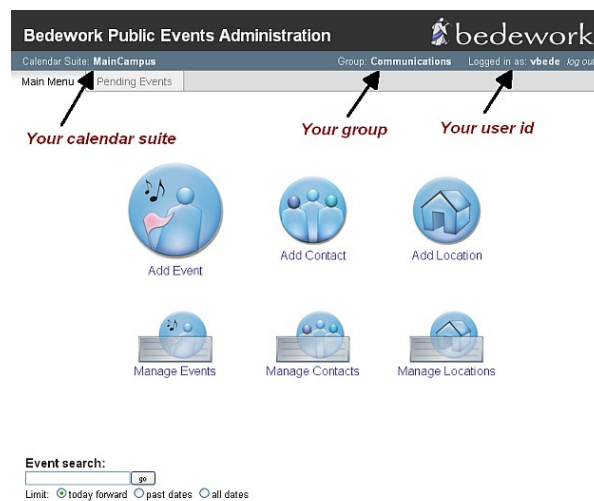 Bedework Public Events Administration
bedework
Calendar Suite: MainCampus Group: Communications Logged in as: vbede log out
Main Menu Pending Events
Your calendar suite Your group Your user id
Add Event Add Contact Add Location
Manage Events Manage Contacts Manage Locations
Event search:
go
Limit: today forward past dates all dates